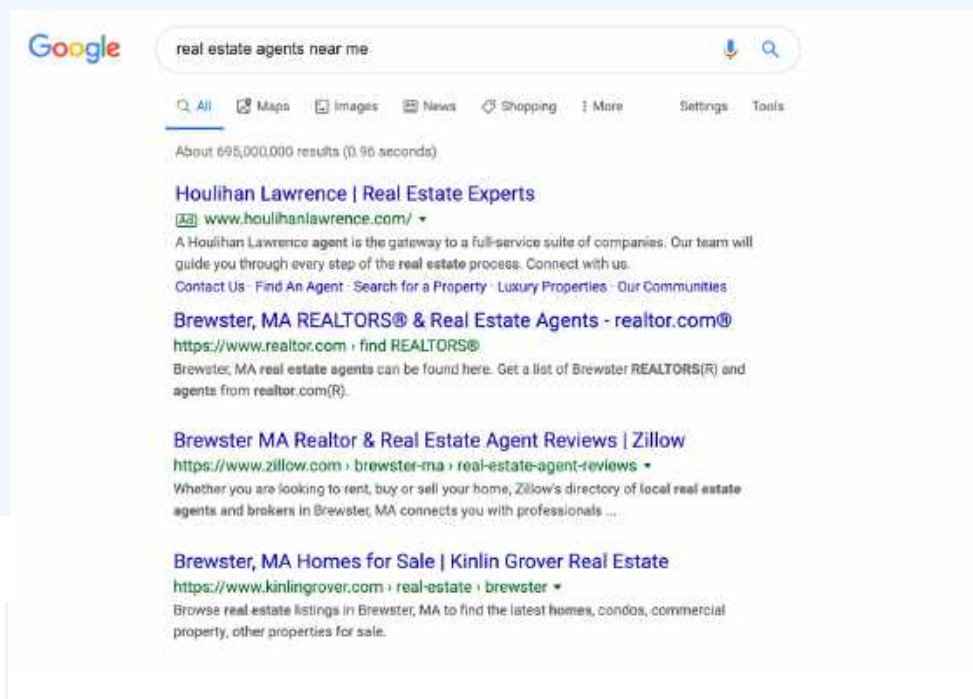 Google
real estate agents near me
All Maps Images News Shopping More Settings Tools
About 695,000,000 results (0.96 seconds)
Houlihan Lawrence | Real Estate Experts
Ad www.houlihanlawrence.com/
A Houlihan Lawrence agent is the gateway to a full-service suite of companies. Our team will
guide you through every step of the real estate process. Connect with us.
Contact Us · Find An Agent · Search for a Property · Luxury Properties · Our Communities
Brewster, MA REALTORS® & Real Estate Agents - realtor.com®
https://www.realtor.com › find REALTORS®
Brewster, MA real estate agents can be found here. Get a list of Brewster REALTORS(R) and
agents from realtor.com(R).
Brewster MA Realtor & Real Estate Agent Reviews | Zillow
https://www.zillow.com › brewster-ma › real-estate-agent-reviews
Whether you are looking to rent, buy or sell your home, Zillow's directory of local real estate
agents and brokers in Brewster, MA connects you with professionals ...
Brewster, MA Homes for Sale | Kinlin Grover Real Estate
https://www.kinlingrover.com › real-estate › brewster
Browse real estate listings in Brewster, MA to find the latest homes, condos, commercial
property, other properties for sale.